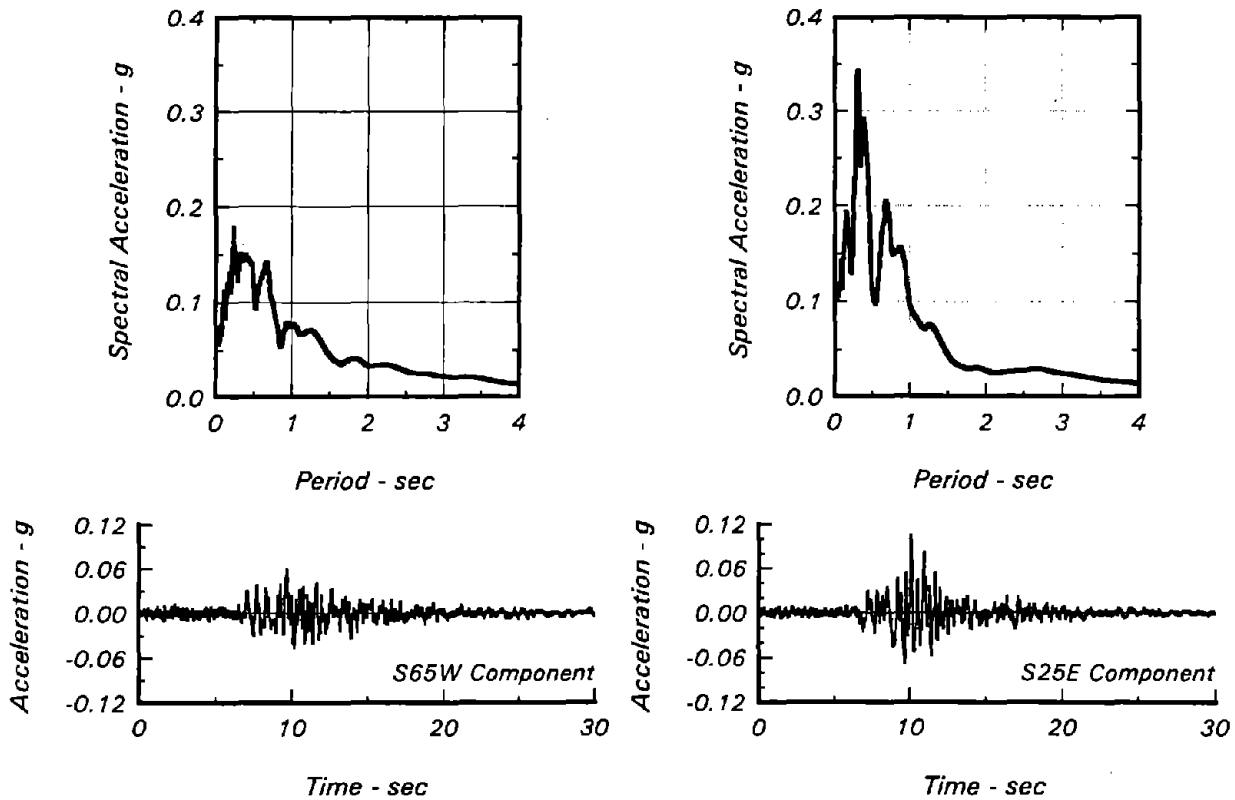 Spectral Acceleration - g
0.4
0.3
0.2
0.1
0.0
0 1 2 3 4
Period - sec
Spectral Acceleration - g
0.4
0.3
0.2
0.1
0.0
0 1 2 3 4
Period - sec
Acceleration - g
0.12
0.06
0.00
-0.06
-0.12
S65W Component
0 10 20 30
Time - sec
Acceleration - g
0.12
0.06
0.00
-0.06
-0.12
S25E Component
0 10 20 30
Time - sec